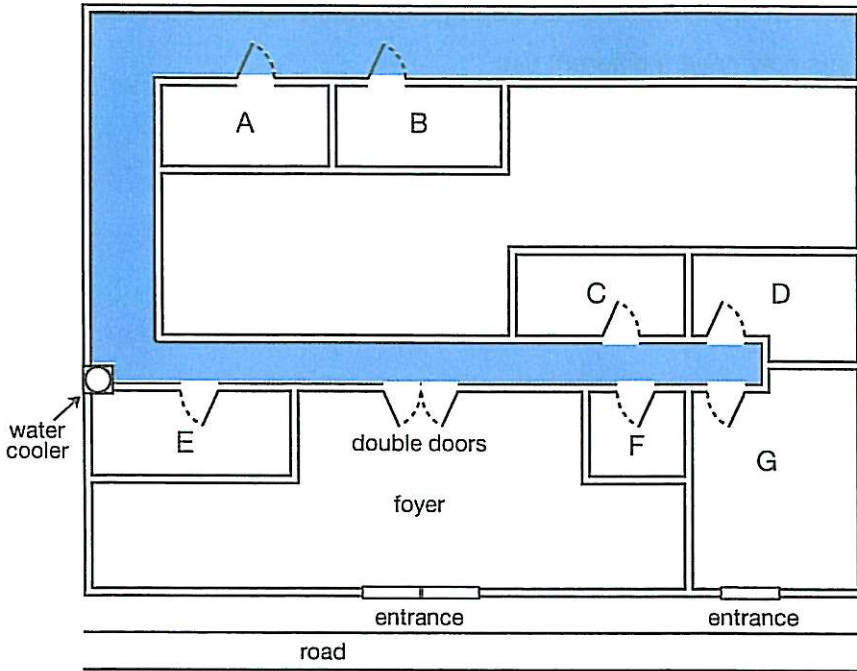 A
B
C
D
water
cooler
E
double doors
F
G
foyer
entrance
entrance
road